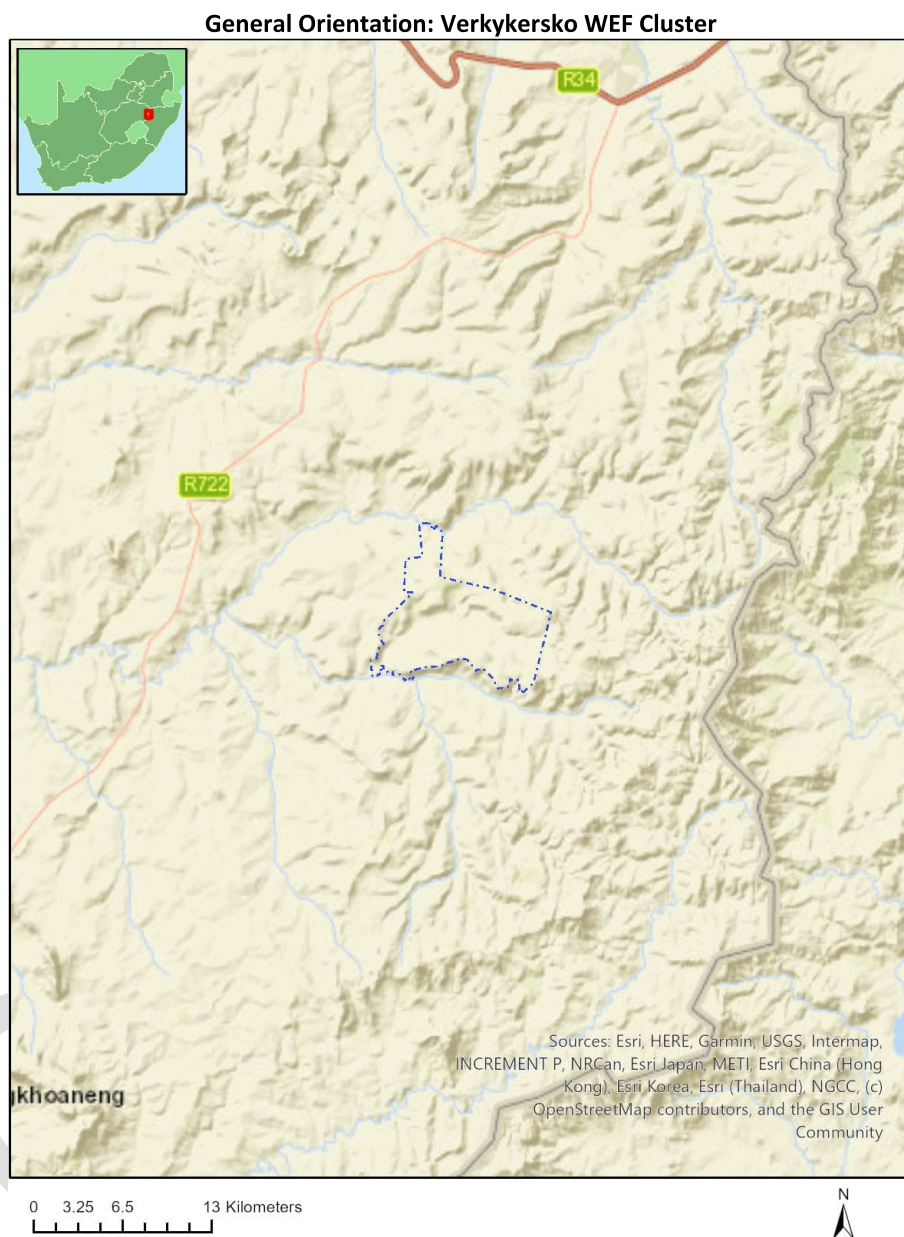 General Orientation: Verkykersko WEF Cluster
R34
R722
Sources: Esri, HERE, Garmin, USGS, Intermap,
INCREMENT P, NRCan, Esri Japan, METI, Esri China (Hong
Kong), Esri Korea, Esri (Thailand), NGCC, (c)
OpenStreetMap contributors, and the GIS User
Community
khoaneng
0 3.25 6.5 13 Kilometers
N